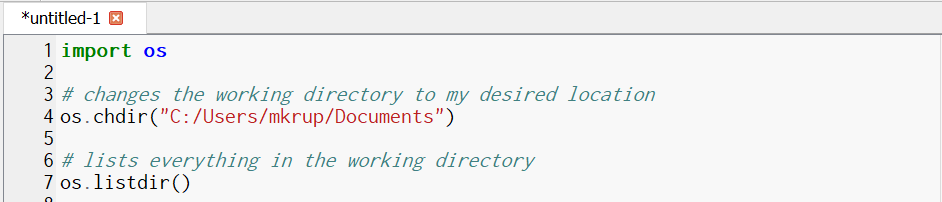 *untitled-1
1 import os
2
3 # changes the working directory to my desired location
4 os.chdir("C:/Users/mkrup/Documents")
5
6 # lists everything in the working directory
7 os.listdir()